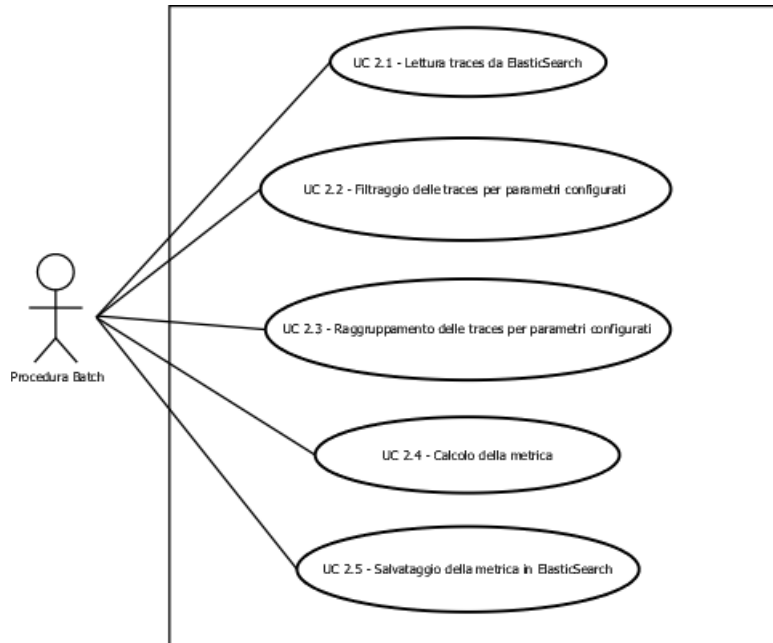 UC 2.1 - Lettura traces da ElasticSearch
UC 2.2 - Filtraggio delle traces per parametri configurati
UC 2.3 - Raggruppamento delle traces per parametri configurati
Procedura Batch
UC 2.4 - Calcolo della metrica
UC 2.5 - Salvataggio della metrica in ElasticSearch